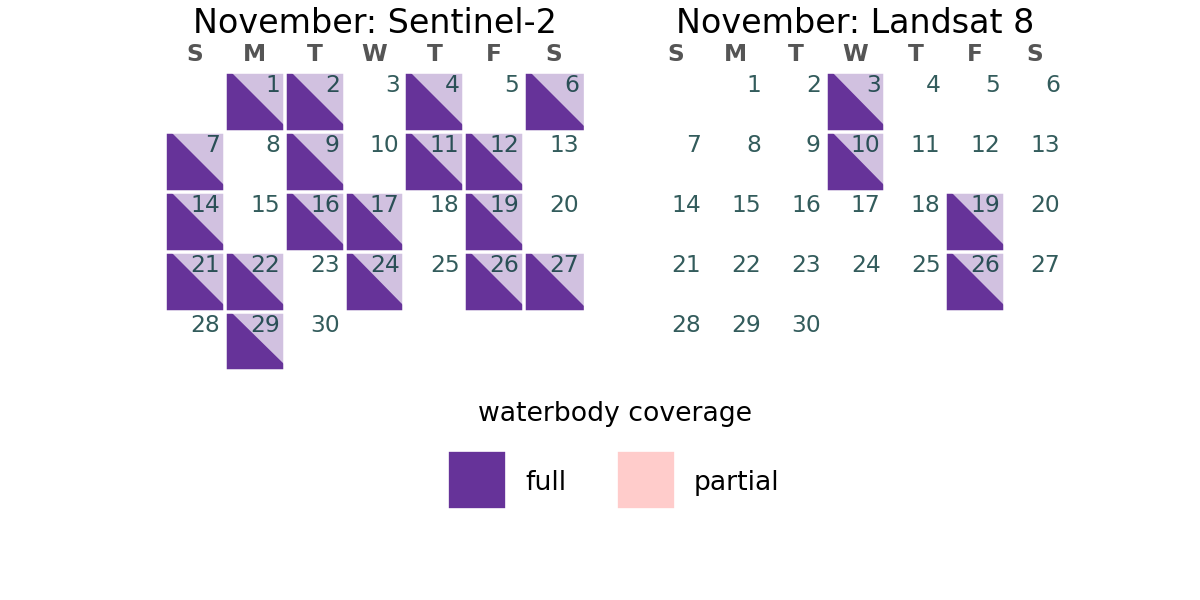 November: Sentinel-2
S M T W T F S
1 2 3 4 5 6
7 8 9 10 11 12 13
14 15 16 17 18 19 20
21 22 23 24 25 26 27
28 29 30
November: Landsat 8
S M T W T F S
1 2 3 4 5 6
7 8 9 10 11 12 13
14 15 16 17 18 19 20
21 22 23 24 25 26 27
28 29 30
waterbody coverage
full partial